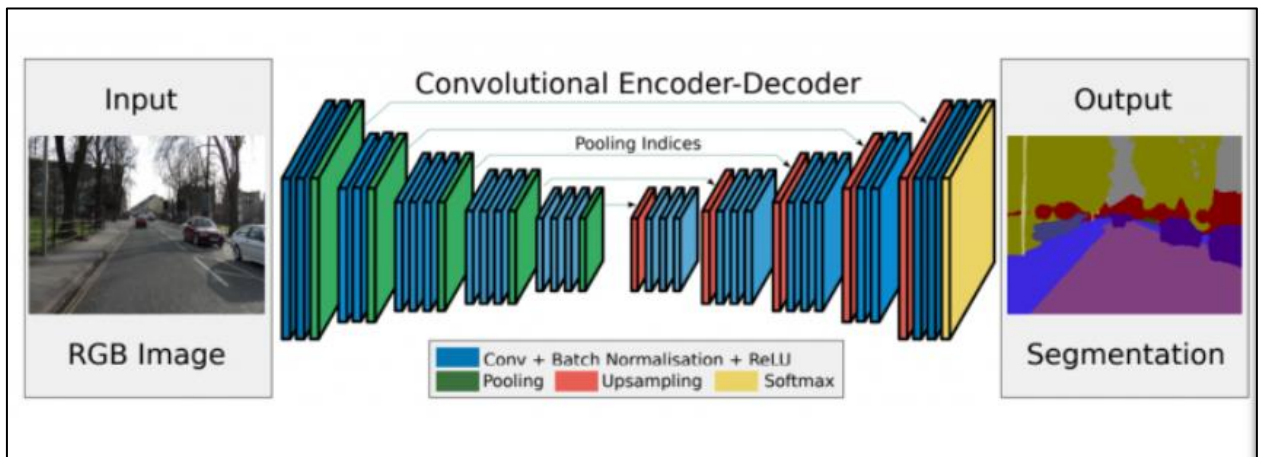 Input
RGB Image
Convolutional Encoder-Decoder
Pooling Indices
Conv + Batch Normalisation + ReLU
Pooling Upsampling Softmax
Output
Segmentation